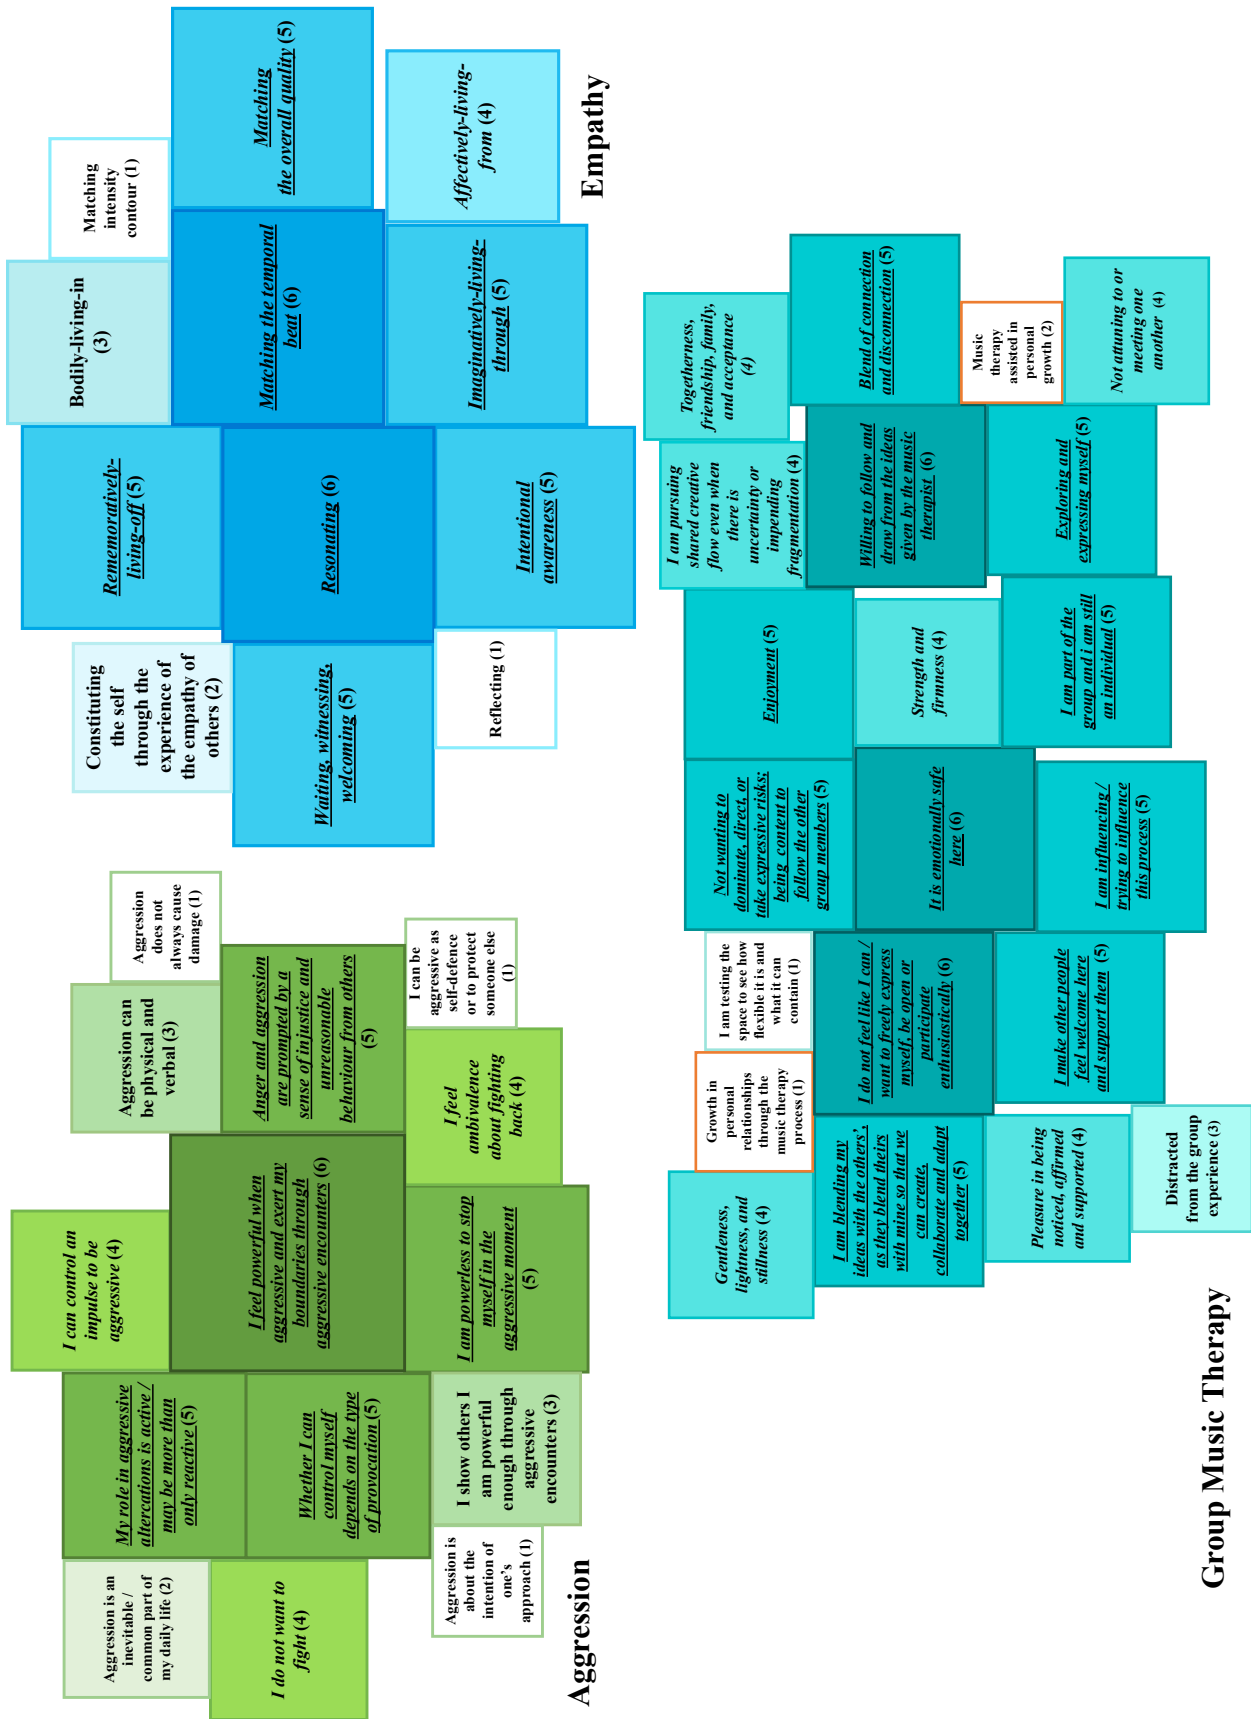 Aggression
Aggression is an
inevitable /
common part of
my daily life (2)
I do not want to
fight (4)
Aggression is
about the
intention of
one's
approach (1)
My role in aggressive
altercations is active /
may be more than
only reactive (5)
Whether I can
control myself
depends on the type
of provocation (5)
I show others I
am powerful
enough through
aggressive
encounters (3)
I can control an
impulse to be
aggressive (4)
I feel powerful when
aggressive and exert my
boundaries through
aggressive encounters (6)
I am powerless to stop
myself in the
aggressive moment
(5)
Aggression can
be physical and
verbal (3)
Anger and aggression
are prompted by a
sense of injustice and
unreasonable
behaviour from others
(5)
I feel
ambivalence
about fighting
back (4)
Aggression
does not
always cause
damage (1)
I can be
aggressive as
self-defence
or to protect
someone else
(1)
Empathy
Constituting
the self
through the
experience of
the empathy of
others (2)
Waiting, witnessing,
welcoming (5)
Reflecting (1)
Rememoratively-
living-off (5)
Resonating (6)
Intentional
awareness (5)
Bodily-living-in
(3)
Matching the temporal
beat (6)
Imaginatively-living-
through (5)
Matching
intensity
contour (1)
Matching
the overall quality (5)
Affectively-living-
from (4)
Group Music Therapy
Gentleness,
lightness, and
stillness (4)
I am blending my
ideas with the others',
as they blend theirs
with mine so that we
can create,
collaborate and adapt
together (5)
Pleasure in being
noticed, affirmed
and supported (4)
Distracted
from the group
experience (3)
Growth in
personal
relationships
through the
music therapy
process (1)
I am testing the
space to see how
flexible it is and
what it can
contain (1)
I do not feel like I can /
want to freely express
myself, be open or
participate
enthusiastically (6)
I make other people
feel welcome here
and support them (5)
Not wanting to
dominate, direct, or
take expressive risks;
being content to
follow the other
group members (5)
It is emotionally safe
here (6)
I am influencing /
trying to influence
this process (5)
Enjoyment (5)
Strength and
firmness (4)
I am part of the
group and i am still
an individual (5)
I am pursuing
shared creative
flow even when
there is
uncertainty or
impending
fragmentation (4)
Willing to follow and
draw from the ideas
given by the music
therapist (6)
Exploring and
expressing myself (5)
Togetherness,
friendship, family,
and acceptance
(4)
Blend of connection
and disconnection (5)
Music
therapy
assisted in
personal
growth (2)
Not attuning to or
meeting one
another (4)